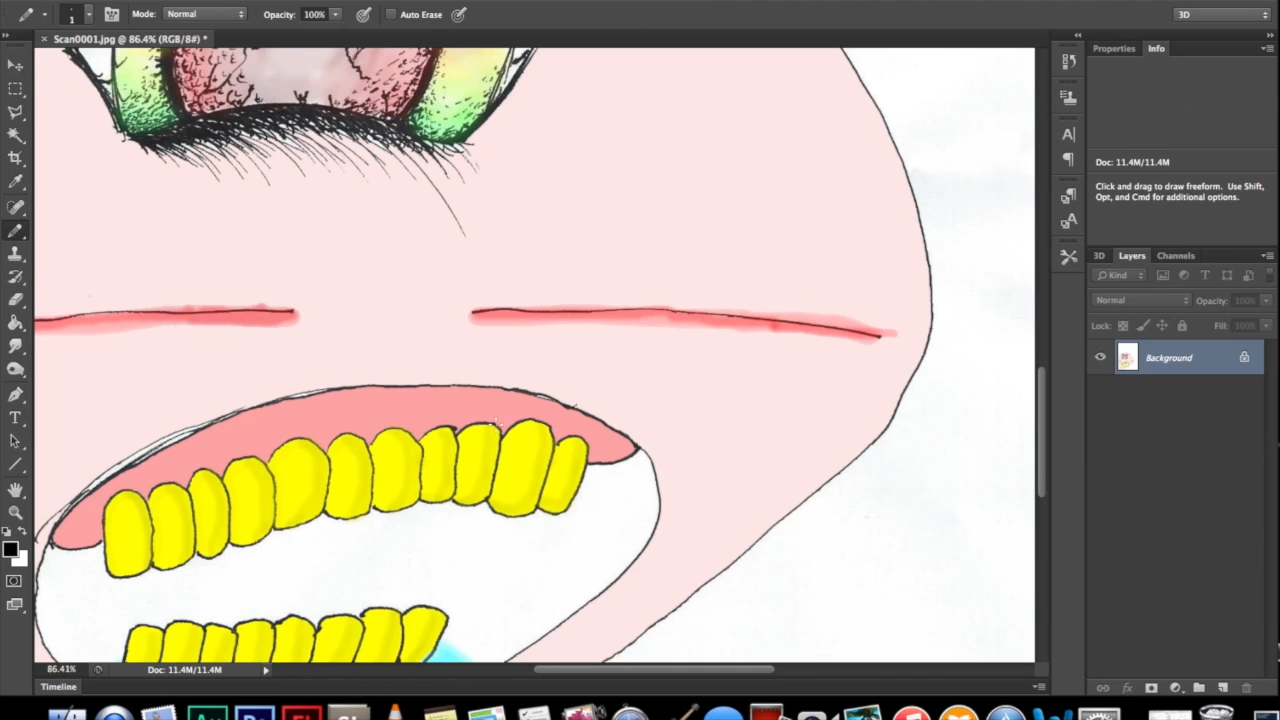 1 Mode: Normal Opacity: 100% Auto Erase 3D
× Scan0001.jpg @ 86.4% (RGB/8#) *
Properties Info
Doc: 11.4M/11.4M
Click and drag to draw freeform. Use Shift,
Opt, and Cmd for additional options.
3D Layers Channels
Kind
Normal Opacity: 100%
Lock: Fill: 100%
Background
86.41% Doc: 11.4M/11.4M
Timeline